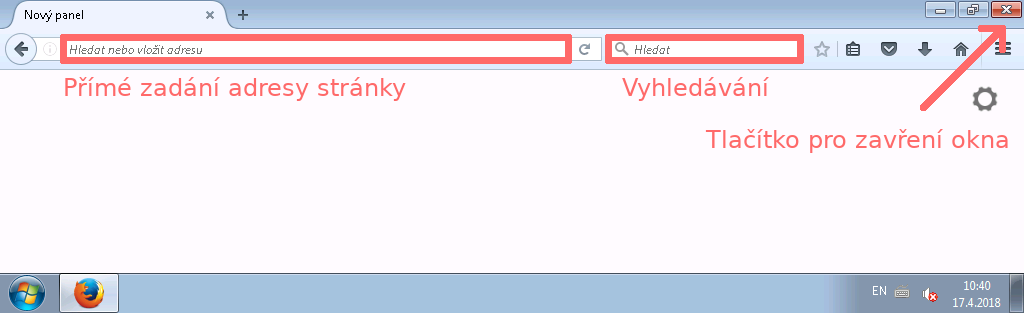 Nový panel
Hledat nebo vložit adresu
Hledat
Přímé zadání adresy stránky
Vyhledávání
Tlačítko pro zavření okna
EN
10:40
17.4.2018